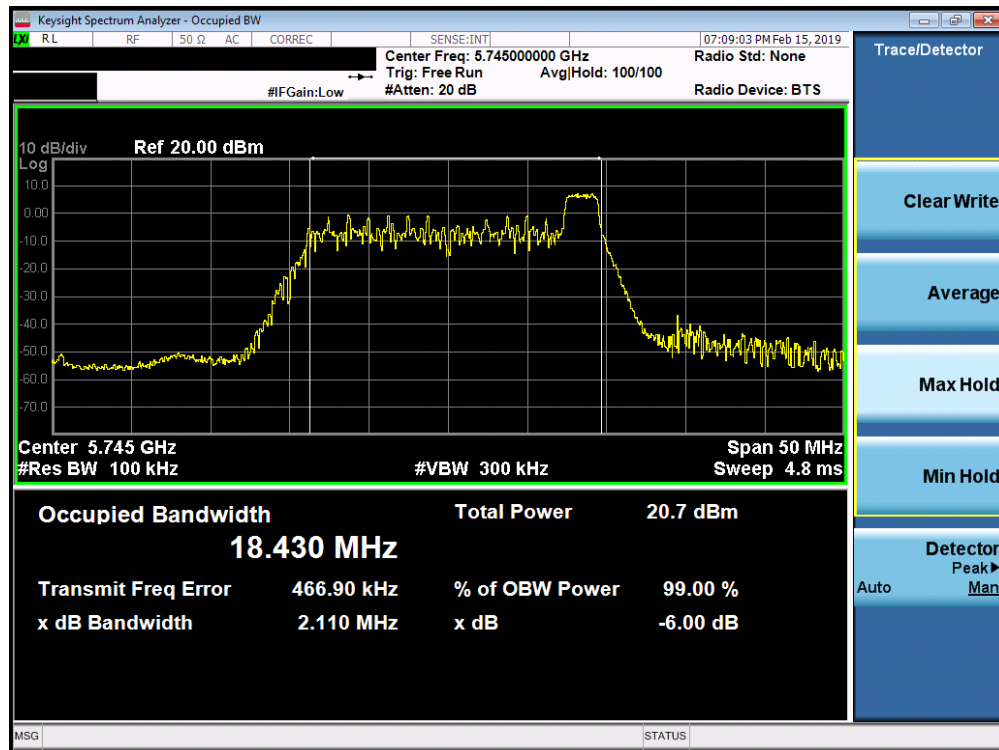 Keysight Spectrum Analyzer - Occupied BW
LXI RL RF 50 Ω AC CORREC SENSE:INT 07:09:03 PM Feb 15, 2019
Center Freq: 5.745000000 GHz Radio Std: None
Trig: Free Run Avg|Hold: 100/100
#IFGain:Low #Atten: 20 dB Radio Device: BTS
10 dB/div Ref 20.00 dBm
Log
10.0
0.00
-10.0
-20.0
-30.0
-40.0
-50.0
-60.0
-70.0
Center 5.745 GHz Span 50 MHz
#Res BW 100 kHz #VBW 300 kHz Sweep 4.8 ms
Occupied Bandwidth Total Power 20.7 dBm
18.430 MHz
Transmit Freq Error 466.90 kHz % of OBW Power 99.00 %
x dB Bandwidth 2.110 MHz x dB -6.00 dB
MSG STATUS
Trace/Detector
Clear Write
Average
Max Hold
Min Hold
Detector
Peak
Auto Man